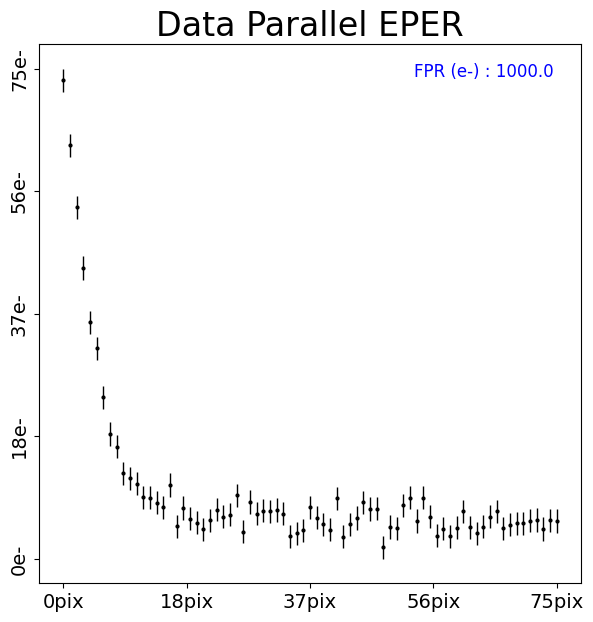 Data Parallel EPER
FPR (e-) : 1000.0
75e-
56e-
37e-
18e-
0e-
0pix 18pix 37pix 56pix 75pix